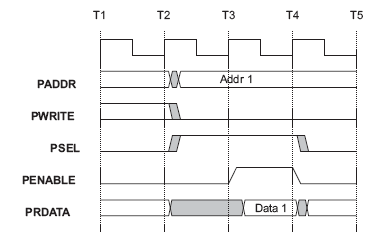 T1 T2 T3 T4 T5
PADDR Addr 1
PWRITE
PSEL
PENABLE
PRDATA Data 1